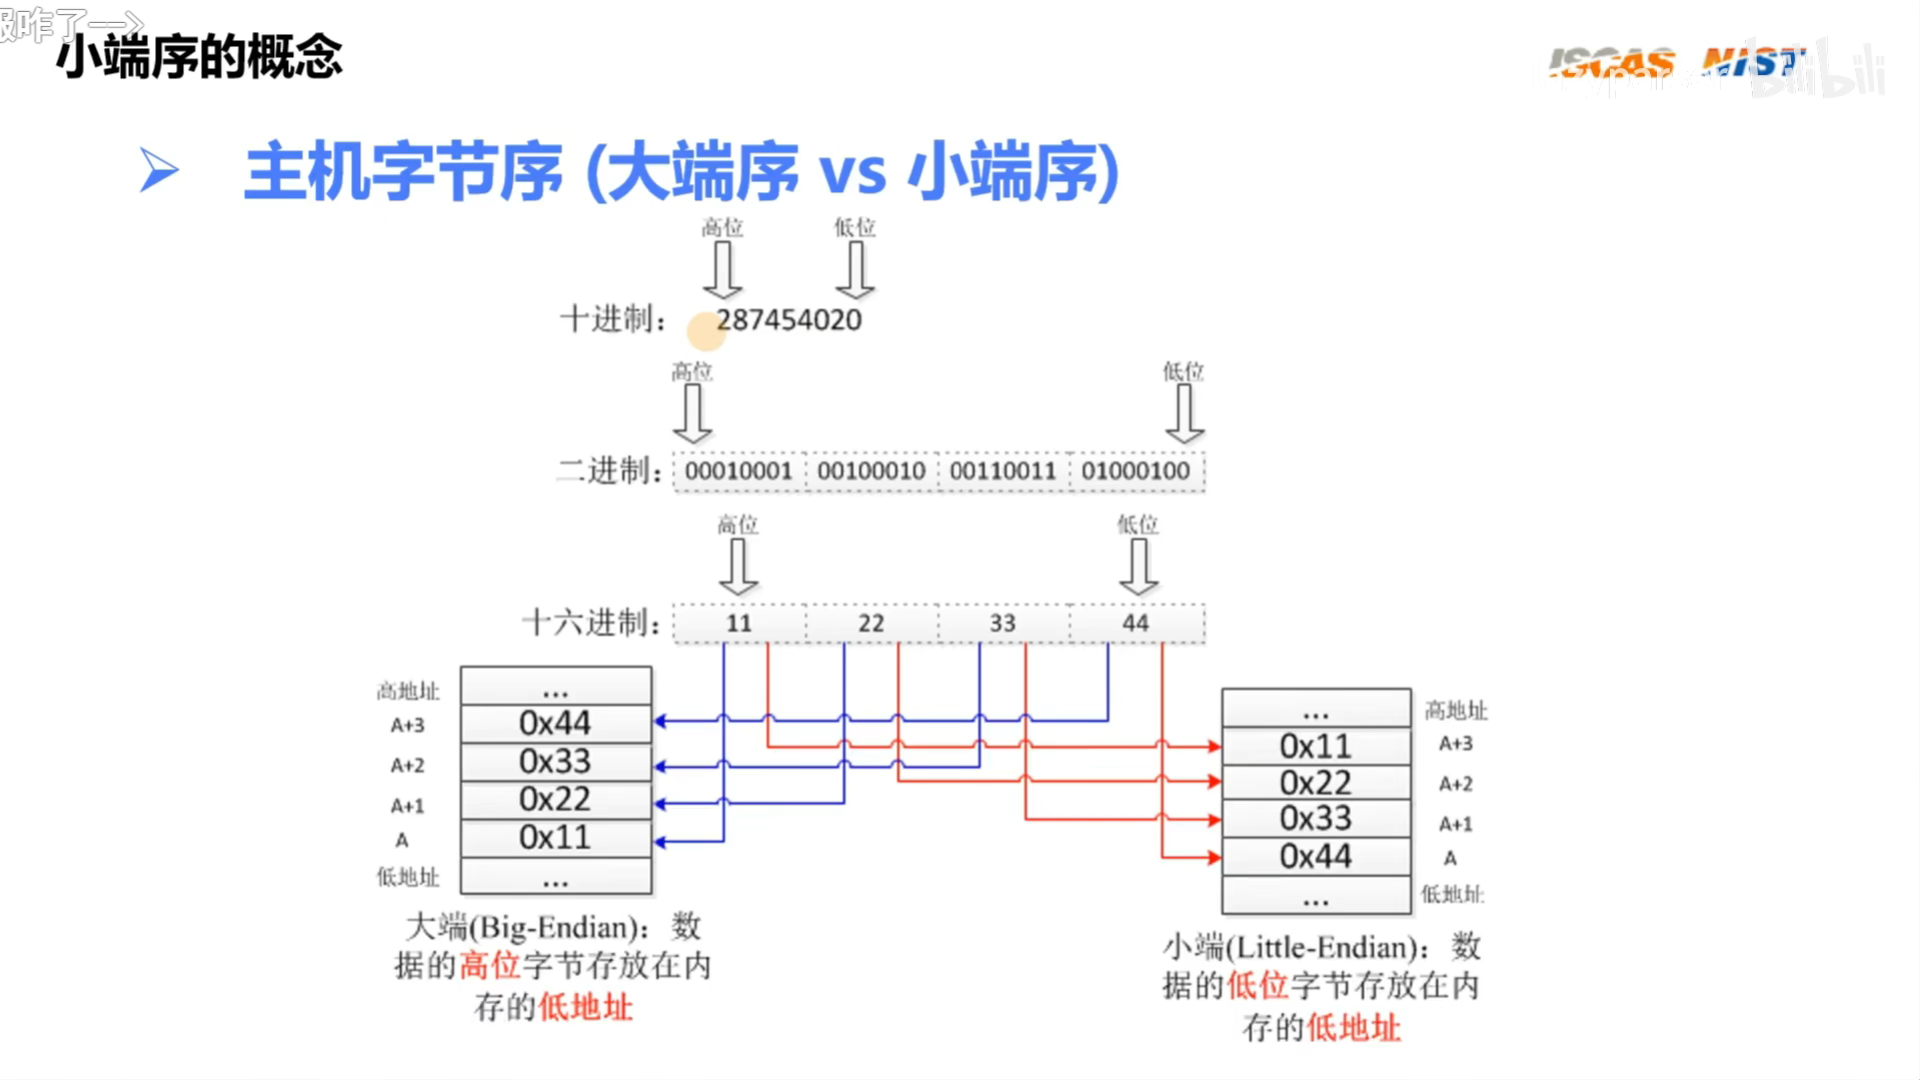 报咋了-->
小端序的概念
ISCAS NIST
bilibili
主机字节序 (大端序 vs 小端序)
高位 低位
十进制: 287454020
高位 低位
二进制: 00010001 00100010 00110011 01000100
高位 低位
十六进制: 11 22 33 44
高地址 ...
A+3 0x44
A+2 0x33
A+1 0x22
A 0x11
低地址 ...
大端(Big-Endian): 数
据的高位字节存放在内
存的低地址
... 高地址
0x11 A+3
0x22 A+2
0x33 A+1
0x44 A
... 低地址
小端(Little-Endian): 数
据的低位字节存放在内
存的低地址